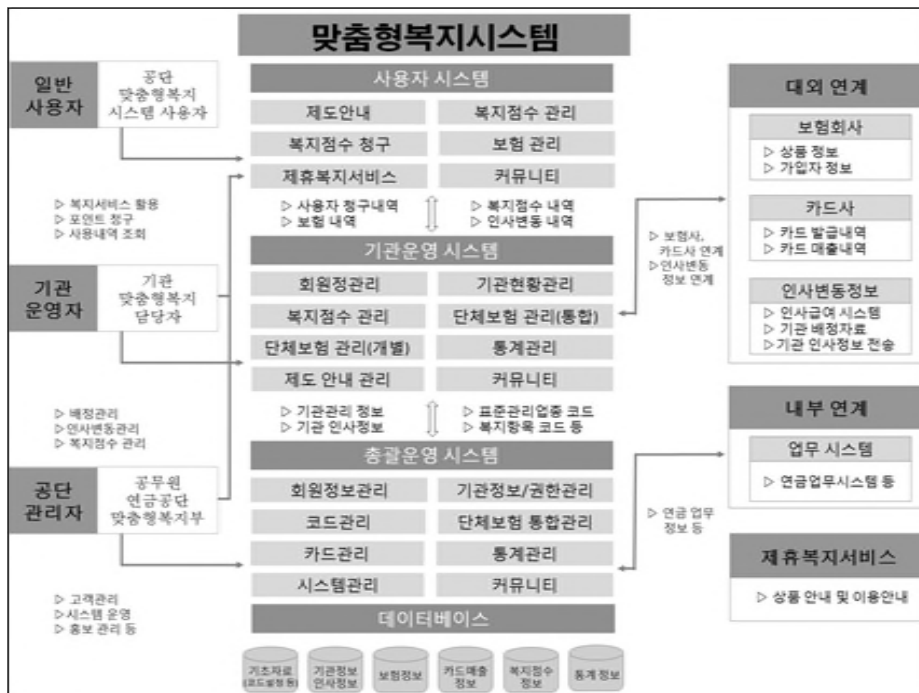 맞춤형복지시스템
일반
사용자
공단
맞춤형복지
시스템 사용자
▷ 복지서비스 활용
▷ 포인트 청구
▷ 사용내역 조회
기관
운영자
기관
맞춤형복지
담당자
▷ 배정관리
▷인사변동관리
▷ 복지점수 관리
공단
관리자
공무원
연금공단
맞춤형복지부
▷ 고객관리
▷시스템 운영
▷ 홍보 관리 등
사용자 시스템
제도안내
복지점수 관리
복지점수 청구
보험 관리
제휴복지서비스
커뮤니티
▷ 사용자 청구내역
▷ 보험 내역
▷ 복지점수 내역
▷ 인사변동 내역
기관운영 시스템
회원정관리
기관현황관리
복지점수 관리
단체보험 관리(통합)
단체보험 관리(개별)
통계관리
제도 안내 관리
커뮤니티
▷ 기관관리 정보
▷ 기관 인사정보
▷ 표준관리업종 코드
▷ 복지항목 코드 등
총괄운영 시스템
회원정보관리
기관정보/권한관리
코드관리
단체보험 통합관리
카드관리
통계관리
시스템관리
커뮤니티
데이터베이스
기초자료
(코드설정 등)
기관정보
인사정보
보험정보
카드매출
정보
복지점수
정보
통계 정보
▷ 보험사,
카드사 연계
▷인사변동
정보 연계
▷ 연금 업무
정보 등
대외 연계
보험회사
▷ 상품 정보
▷ 가입자 정보
카드사
▷ 카드 발급내역
▷ 카드 매출내역
인사변동정보
▷ 인사급여 시스템
▷ 기관 배정자료
▷기관 인사정보 전송
내부 연계
업무 시스템
▷ 연금업무시스템 등
제휴복지서비스
▷ 상품 안내 및 이용안내